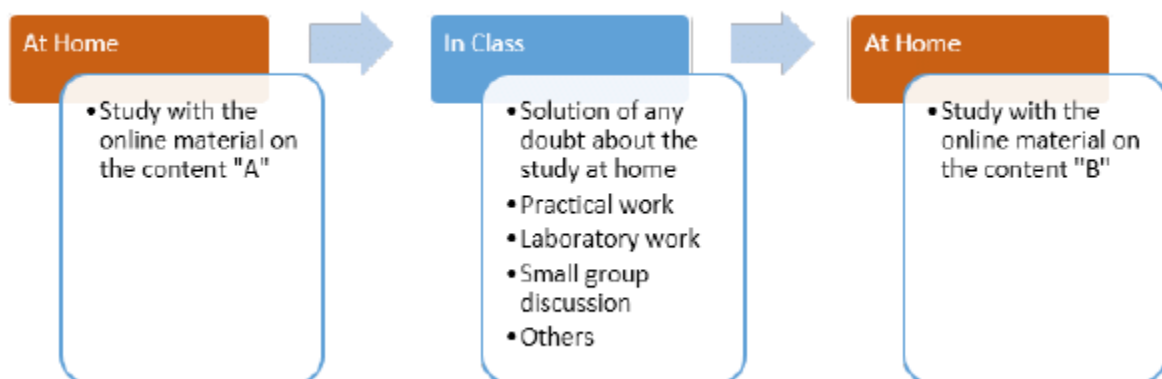 At Home
• Study with the
online material on
the content "A"
In Class
• Solution of any
doubt about the
study at home
• Practical work
• Laboratory work
• Small group
discussion
• Others
At Home
• Study with the
online material on
the content "B"